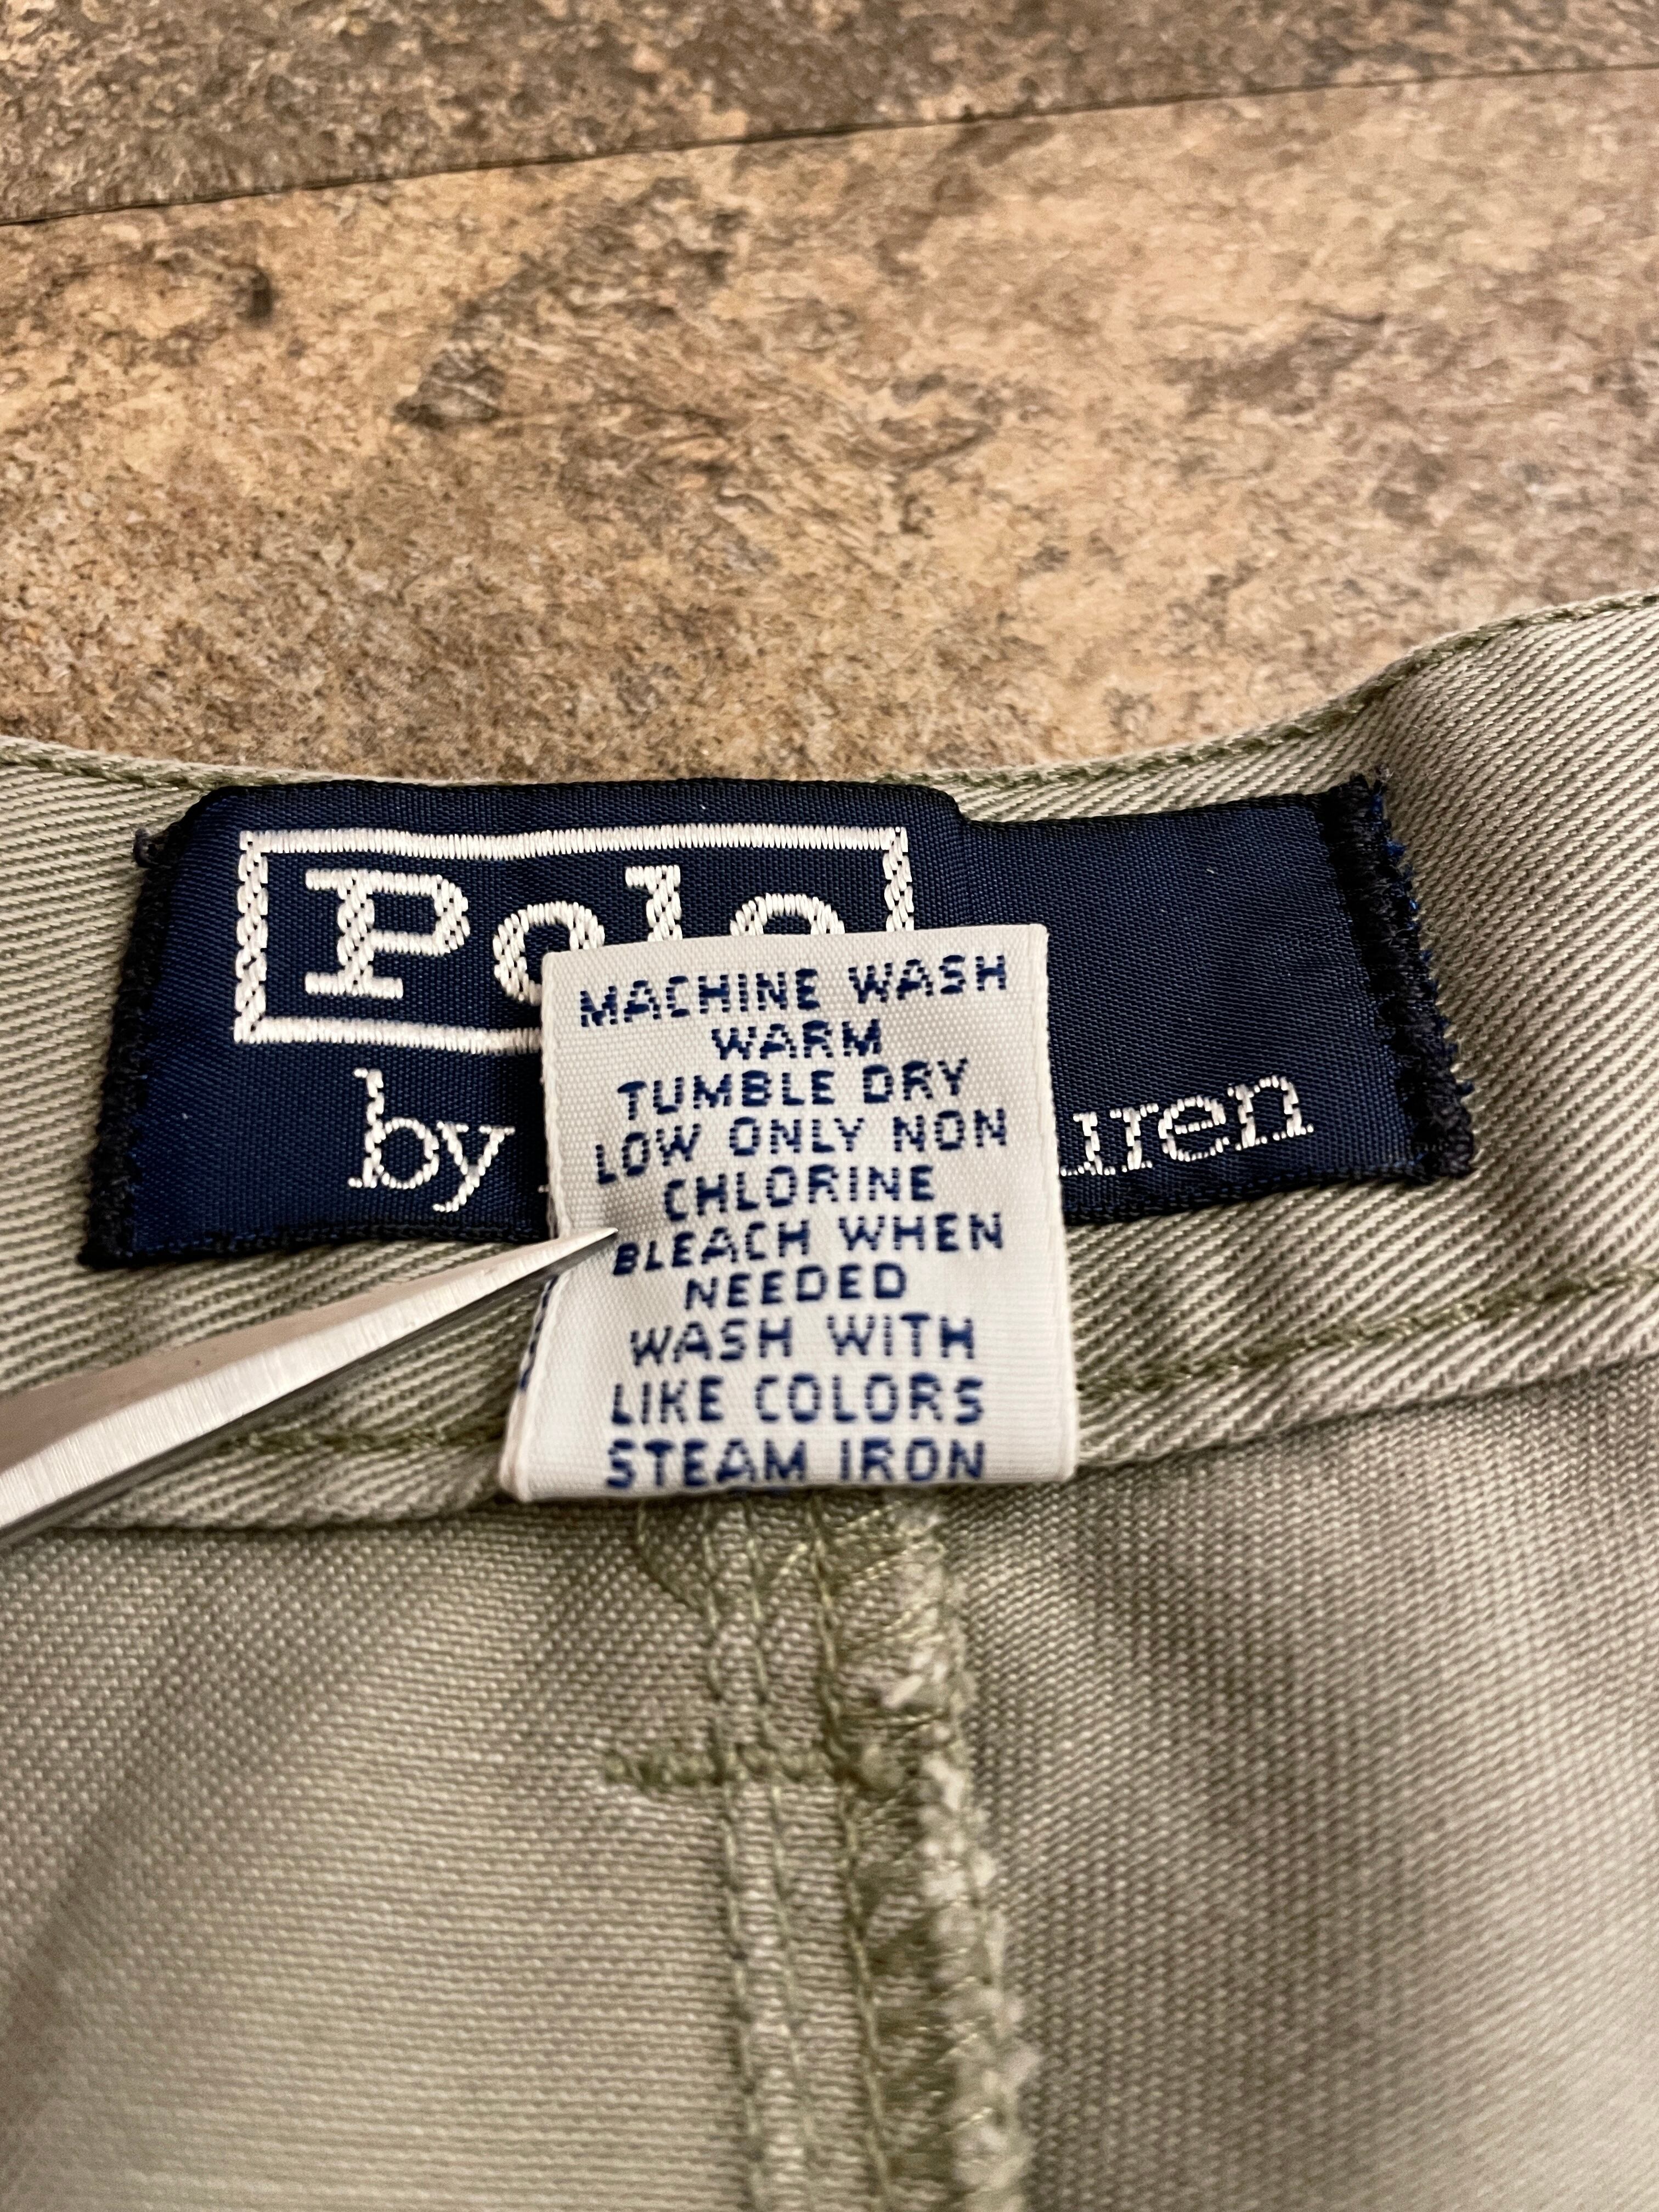 Polo
by
MACHINE WASH
WARM
TUMBLE DRY
LOW ONLY NON
CHLORINE
BLEACH WHEN
NEEDED
WASH WITH
LIKE COLORS
STEAM IRON